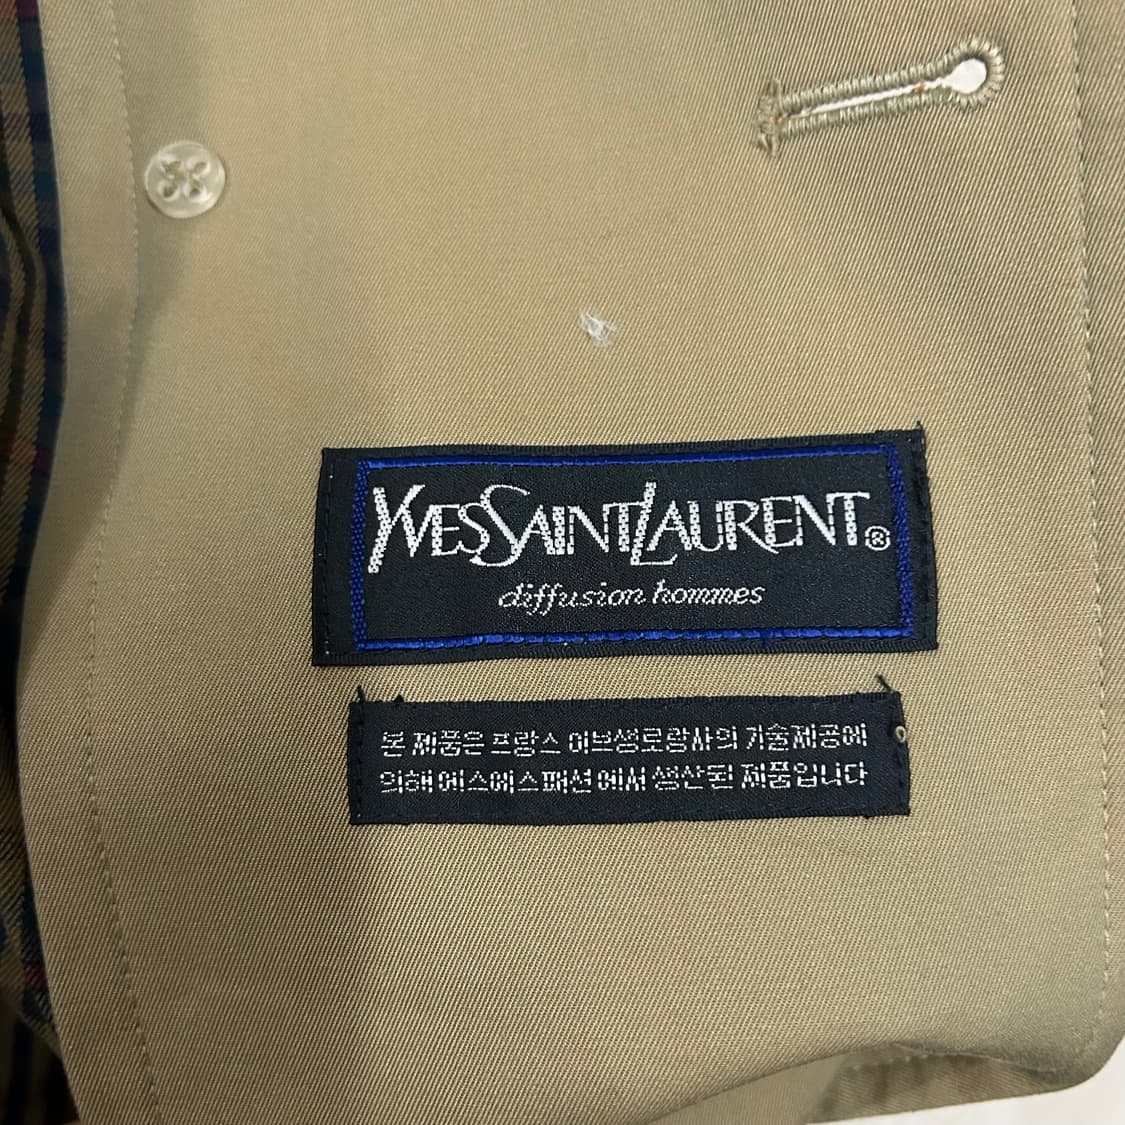 YVESSAINTLAURENT®
diffusion hommes
본 제품은 프랑스 이브쌩로랑사의 기술제공에
의해 에스에스패션에서 생산된 제품입니다